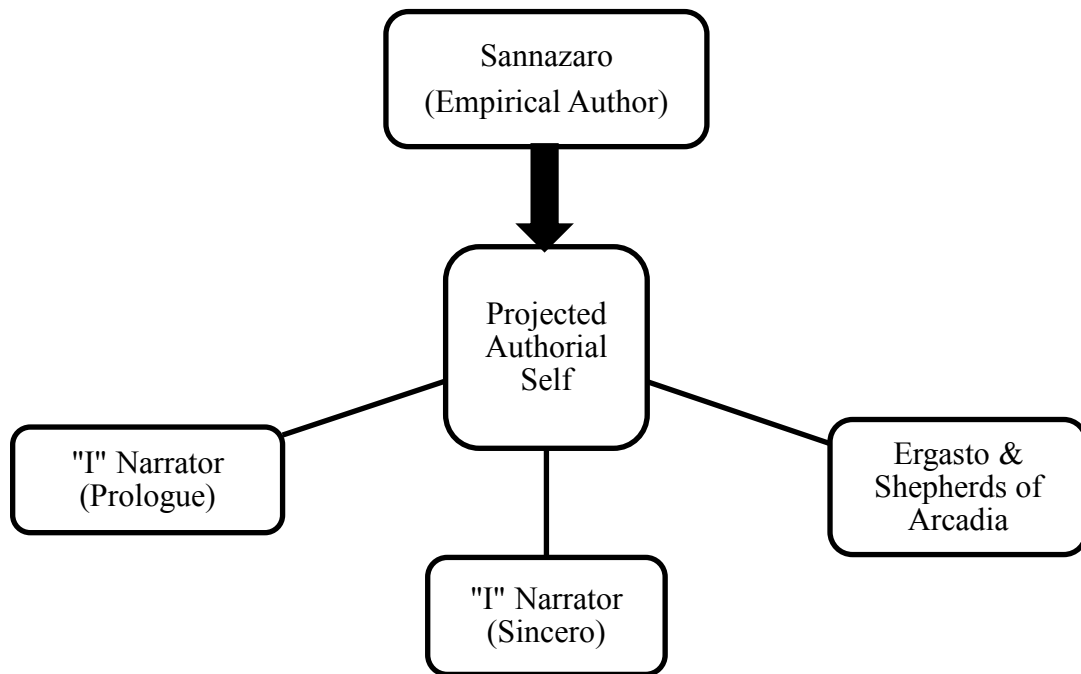 Sannazaro
(Empirical Author)
Projected
Authorial
Self
"I" Narrator
(Prologue)
"I" Narrator
(Sincero)
Ergasto &
Shepherds of
Arcadia